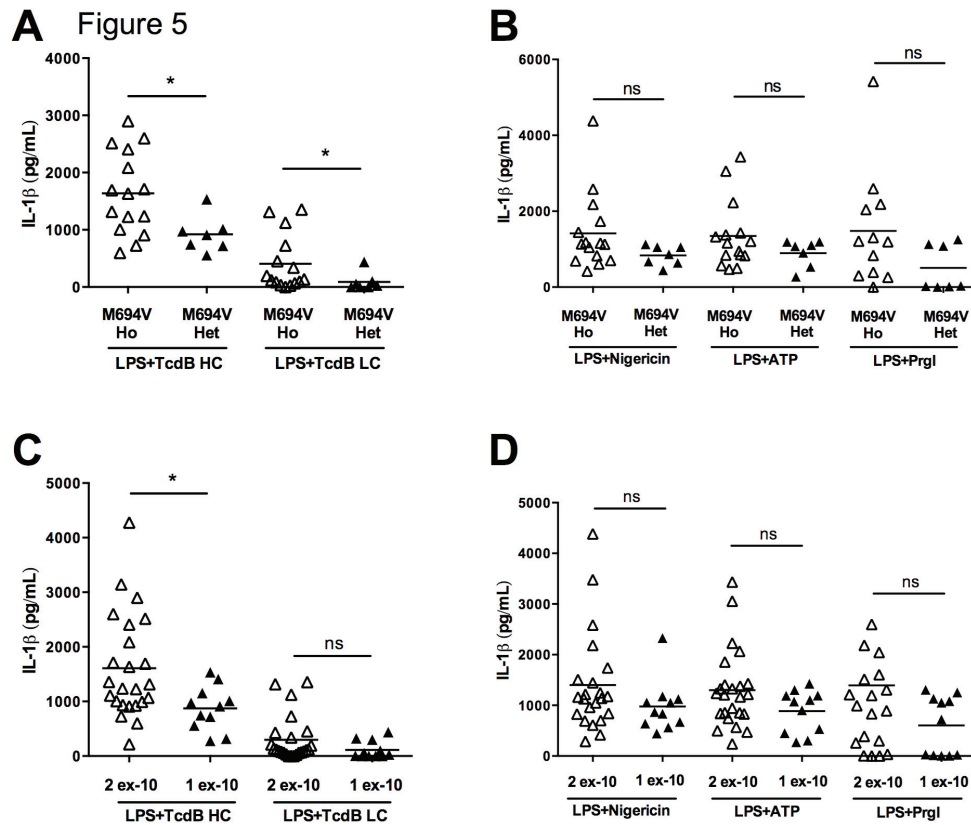 A Figure 5
4000
3000
2000
1000
0
IL-1β (pg/mL)
*
*
M694V Ho
M694V Het
M694V Ho
M694V Het
LPS+TcdB HC
LPS+TcdB LC
B
6000
4000
2000
0
IL-1β (pg/mL)
ns
ns
ns
M694V Ho
M694V Het
M694V Ho
M694V Het
M694V Ho
M694V Het
LPS+Nigericin
LPS+ATP
LPS+PrgI
C
5000
4000
3000
2000
1000
0
IL-1β (pg/mL)
*
ns
2 ex-10
1 ex-10
2 ex-10
1 ex-10
LPS+TcdB HC
LPS+TcdB LC
D
5000
4000
3000
2000
1000
0
IL-1β (pg/mL)
ns
ns
ns
2 ex-10
1 ex-10
2 ex-10
1 ex-10
2 ex-10
1 ex-10
LPS+Nigericin
LPS+ATP
LPS+PrgI